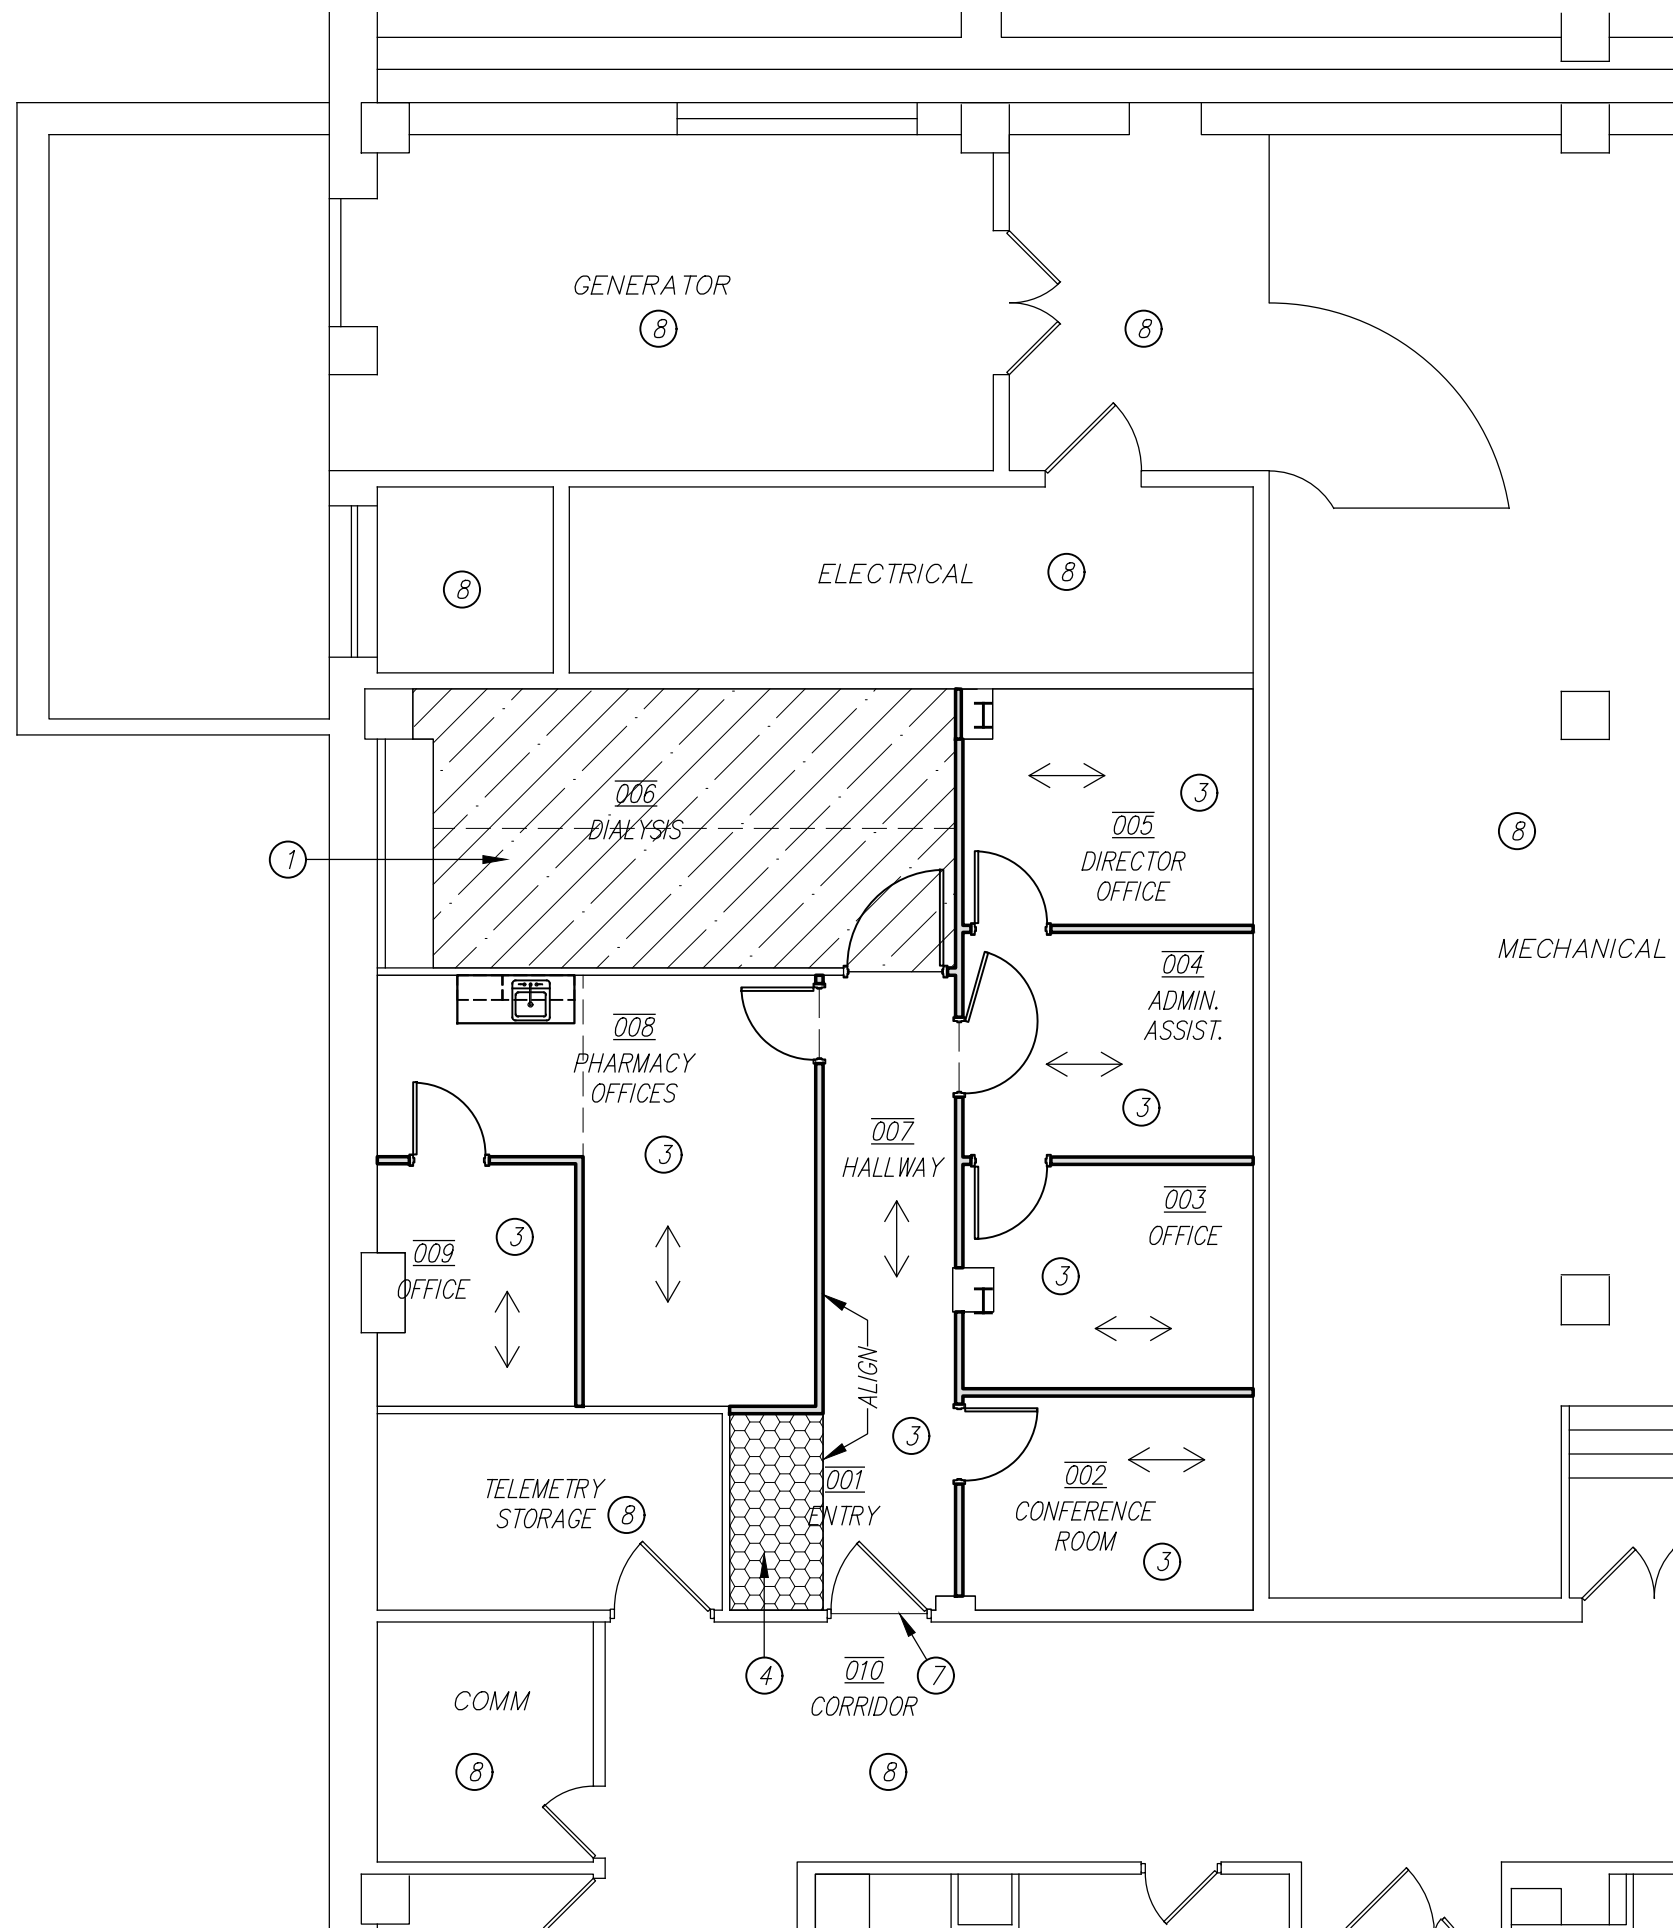 GENERATOR
8
8
ELECTRICAL
8
8
006
DIALYSIS
1
3
005
DIRECTOR
OFFICE
8
MECHANICAL
004
ADMIN.
ASSIST.
3
008
PHARMACY
OFFICES
3
007
HALLWAY
003
OFFICE
3
009
OFFICE
3
ALIGN
3
001
ENTRY
002
CONFERENCE
ROOM
3
TELEMETRY
STORAGE
8
4
010
CORRIDOR
7
COMM
8
8